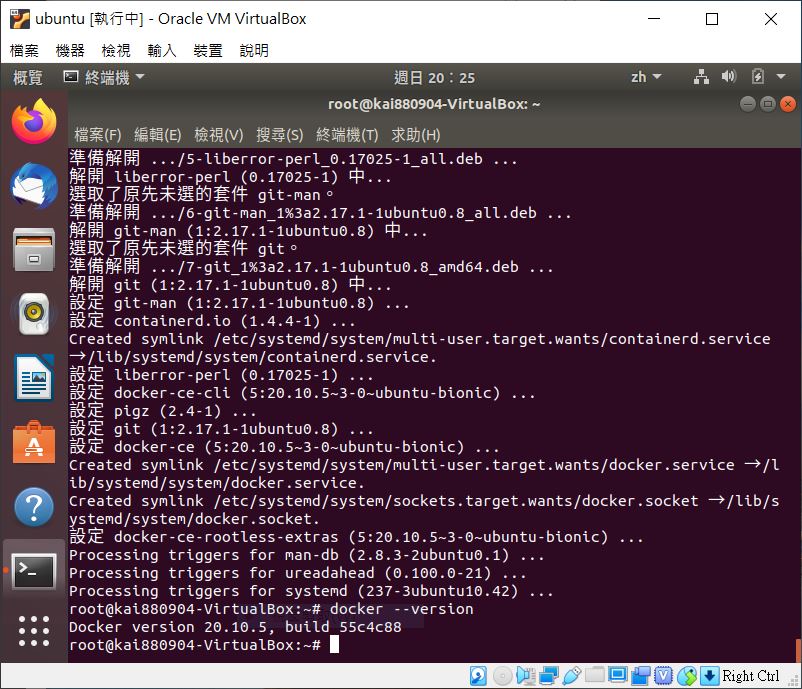 ubuntu [執行中] - Oracle VM VirtualBox
檔案 機器 檢視 輸入 裝置 說明
概覽 終端機 週日 20：25 zh
root@kai880904-VirtualBox: ~
檔案(F) 編輯(E) 檢視(V) 搜尋(S) 終端機(T) 求助(H)
準備解開 .../5-liberror-perl_0.17025-1_all.deb ...
解開 liberror-perl (0.17025-1) 中...
選取了原先未選的套件 git-man。
準備解開 .../6-git-man_1%3a2.17.1-1ubuntu0.8_all.deb ...
解開 git-man (1:2.17.1-1ubuntu0.8) 中...
選取了原先未選的套件 git。
準備解開 .../7-git_1%3a2.17.1-1ubuntu0.8_amd64.deb ...
解開 git (1:2.17.1-1ubuntu0.8) 中...
設定 git-man (1:2.17.1-1ubuntu0.8) ...
設定 containerd.io (1.4.4-1) ...
Created symlink /etc/systemd/system/multi-user.target.wants/containerd.service
→/lib/systemd/system/containerd.service.
設定 liberror-perl (0.17025-1) ...
設定 docker-ce-cli (5:20.10.5~3-0~ubuntu-bionic) ...
設定 pigz (2.4-1) ...
設定 git (1:2.17.1-1ubuntu0.8) ...
設定 docker-ce (5:20.10.5~3-0~ubuntu-bionic) ...
Created symlink /etc/systemd/system/multi-user.target.wants/docker.service →/l
ib/systemd/system/docker.service.
Created symlink /etc/systemd/system/sockets.target.wants/docker.socket →/lib/s
ystemd/system/docker.socket.
設定 docker-ce-rootless-extras (5:20.10.5~3-0~ubuntu-bionic) ...
Processing triggers for man-db (2.8.3-2ubuntu0.1) ...
Processing triggers for ureadahead (0.100.0-21) ...
Processing triggers for systemd (237-3ubuntu10.42) ...
root@kai880904-VirtualBox:~# docker --version
Docker version 20.10.5, build 55c4c88
root@kai880904-VirtualBox:~#
Right Ctrl